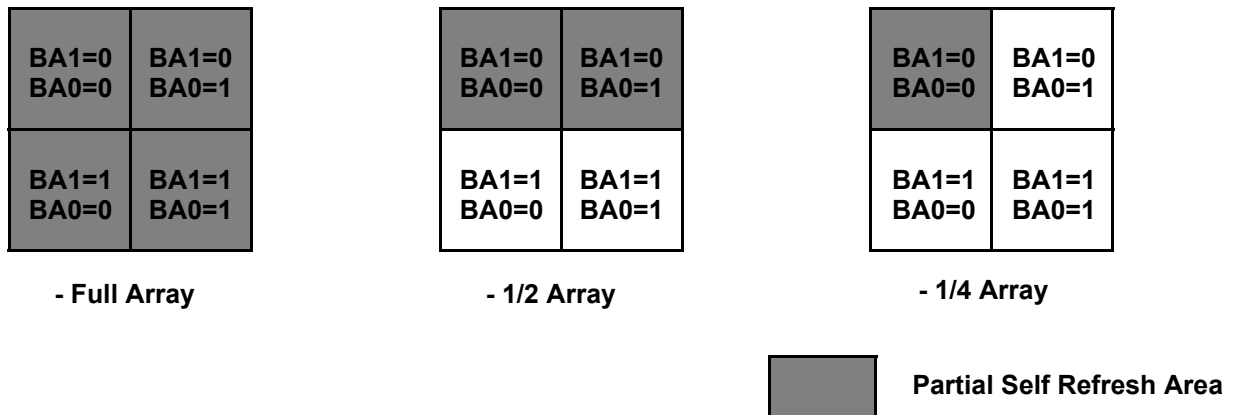 BA1=0 BA1=0
BA0=0 BA0=1
BA1=1 BA1=1
BA0=0 BA0=1
- Full Array
BA1=0 BA1=0
BA0=0 BA0=1
BA1=1 BA1=1
BA0=0 BA0=1
- 1/2 Array
BA1=0 BA1=0
BA0=0 BA0=1
BA1=1 BA1=1
BA0=0 BA0=1
- 1/4 Array
Partial Self Refresh Area